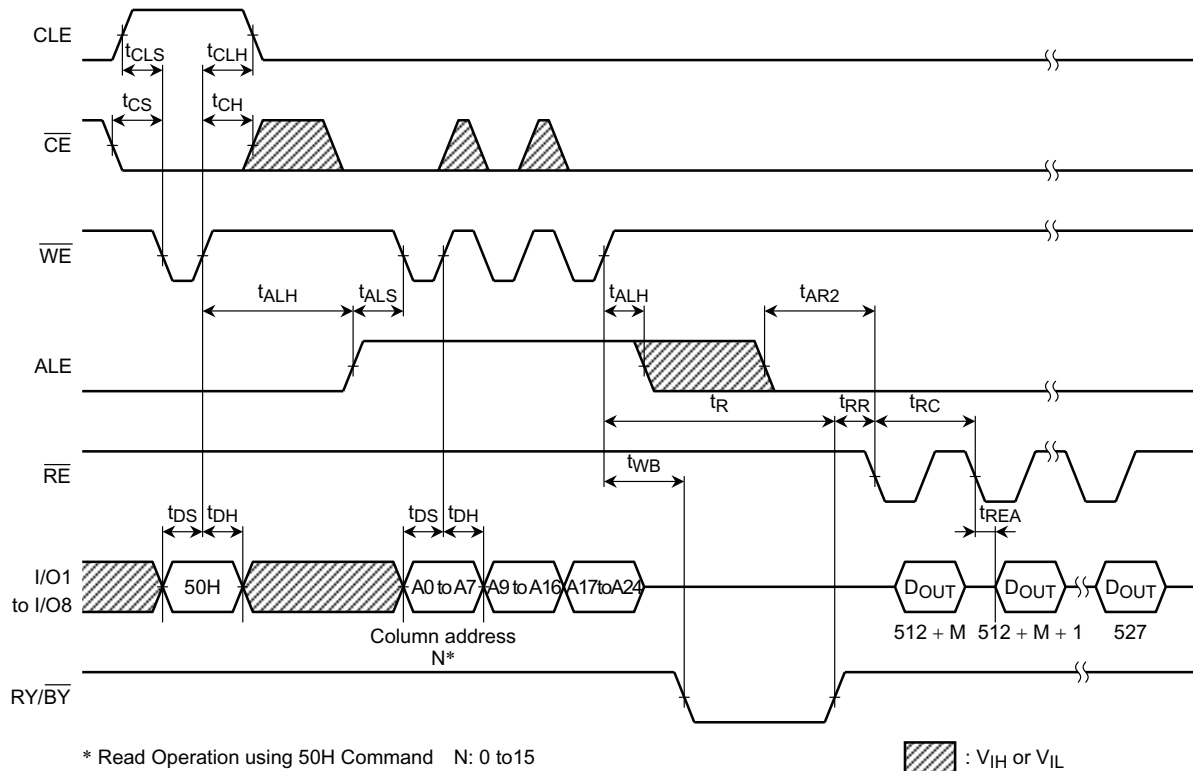 CLE
tCLS tCLH
tCS tCH
CE
WE
tALH tALS tALH tAR2
ALE
tR tRR tRC
RE
tWB
tDS tDH tDS tDH tREA
I/O1
to I/O8
50H A0 to A7 A9 to A16 A17 to A24 DOUT DOUT DOUT
512 + M 512 + M + 1 527
Column address
N*
RY/BY
* Read Operation using 50H Command N: 0 to15
: VIH or VIL